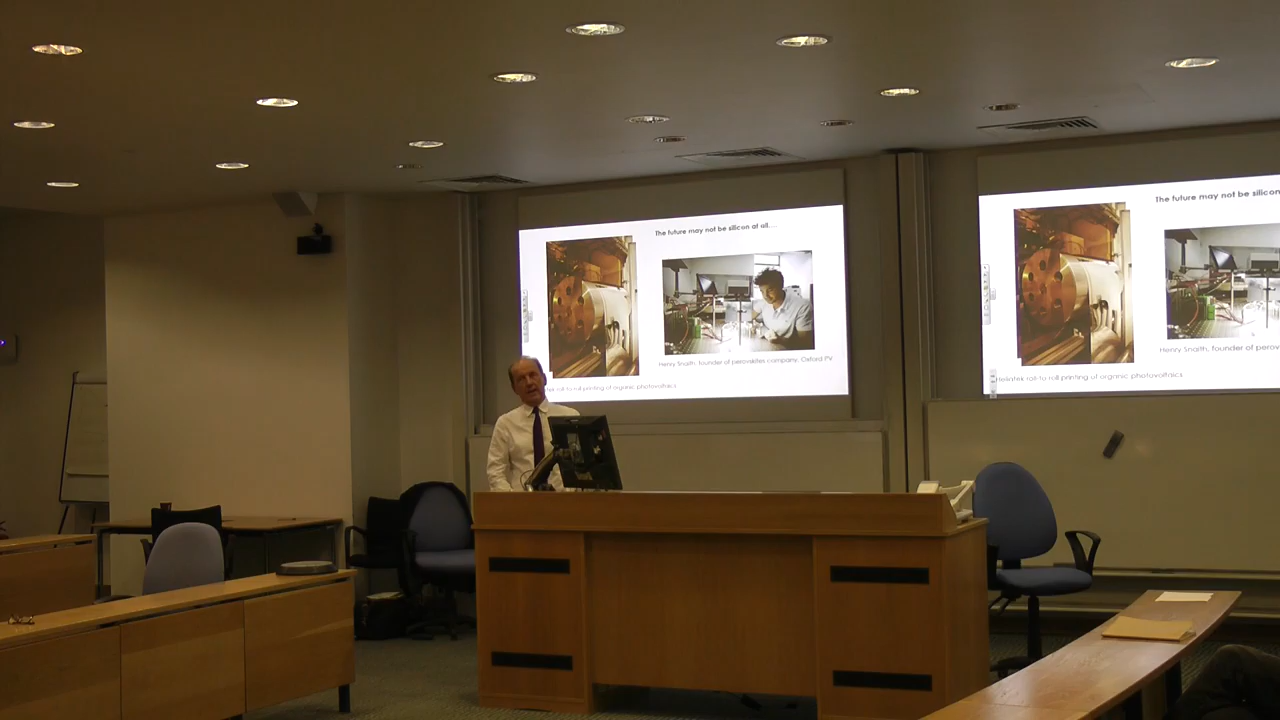 The future may not be silicon at all....
Henry Snaith, founder of perovskites company, Oxford PV
tek roll to roll printing of organic photovoltaics
The future may not be silicon
Henry Snaith, founder of perov
Heliatek roll to roll printing of organic photovoltaics